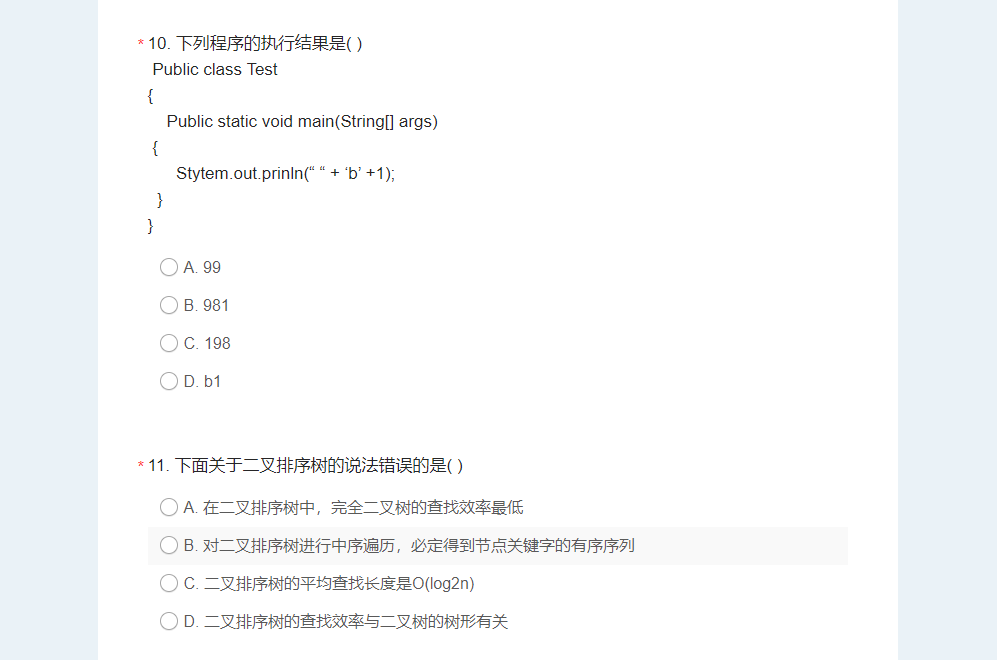 * 10. 下列程序的执行结果是( )
Public class Test
{
Public static void main(String[] args)
{
Stytem.out.prinln(“ “ + ‘b’ +1);
}
}
A. 99
B. 981
C. 198
D. b1
* 11. 下面关于二叉排序树的说法错误的是( )
A. 在二叉排序树中，完全二叉树的查找效率最低
B. 对二叉排序树进行中序遍历，必定得到节点关键字的有序序列
C. 二叉排序树的平均查找长度是O(log2n)
D. 二叉排序树的查找效率与二叉树的树形有关